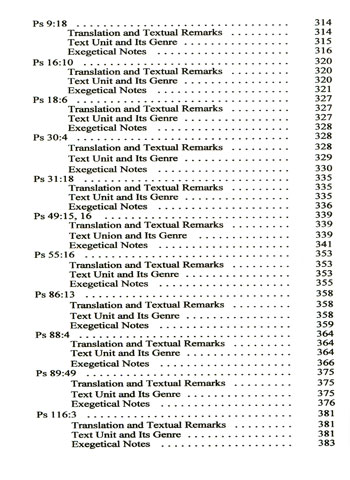 Ps 9:18 . . . . . . . . . . . . . . . . . . . . . . . . . . . . 314
Translation and Textual Remarks . . . . . . . . . 314
Text Unit and Its Genre . . . . . . . . . . . . . . . . 315
Exegetical Notes . . . . . . . . . . . . . . . . . . . . 316
Ps 16:10 . . . . . . . . . . . . . . . . . . . . . . . . . . . . 320
Translation and Textual Remarks . . . . . . . . . 320
Text Unit and Its Genre . . . . . . . . . . . . . . . . 320
Exegetical Notes . . . . . . . . . . . . . . . . . . . . 321
Ps 18:6 . . . . . . . . . . . . . . . . . . . . . . . . . . . . 327
Translation and Textual Remarks . . . . . . . . . 327
Text Unit and Its Genre . . . . . . . . . . . . . . . . 327
Exegetical Notes . . . . . . . . . . . . . . . . . . . . 328
Ps 30:4 . . . . . . . . . . . . . . . . . . . . . . . . . . . . 328
Translation and Textual Remarks . . . . . . . . . 328
Text Unit and Its Genre . . . . . . . . . . . . . . . . 329
Exegetical Notes . . . . . . . . . . . . . . . . . . . . 330
Ps 31:18 . . . . . . . . . . . . . . . . . . . . . . . . . . . . 335
Translation and Textual Remarks . . . . . . . . . 335
Text Unit and Its Genre . . . . . . . . . . . . . . . . 335
Exegetical Notes . . . . . . . . . . . . . . . . . . . . 336
Ps 49:15, 16 . . . . . . . . . . . . . . . . . . . . . . . . . 339
Translation and Textual Remarks . . . . . . . . . 339
Text Union and Its Genre . . . . . . . . . . . . . . 339
Exegetical Notes . . . . . . . . . . . . . . . . . . . . 341
Ps 55:16 . . . . . . . . . . . . . . . . . . . . . . . . . . . . 353
Translation and Textual Remarks . . . . . . . . . 353
Text Unit and Its Genre . . . . . . . . . . . . . . . . 353
Exegetical Notes . . . . . . . . . . . . . . . . . . . . 355
Ps 86:13 . . . . . . . . . . . . . . . . . . . . . . . . . . . . 358
Translation and Textual Remarks . . . . . . . . . 358
Text Unit and Its Genre . . . . . . . . . . . . . . . . 358
Exegetical Notes . . . . . . . . . . . . . . . . . . . . 359
Ps 88:4 . . . . . . . . . . . . . . . . . . . . . . . . . . . . 364
Translation and Textual Remarks . . . . . . . . . 364
Text Unit and Its Genre . . . . . . . . . . . . . . . . 364
Exegetical Notes . . . . . . . . . . . . . . . . . . . . 366
Ps 89:49 . . . . . . . . . . . . . . . . . . . . . . . . . . . . 375
Translation and Textual Remarks . . . . . . . . . 375
Text Unit and Its Genre . . . . . . . . . . . . . . . . 375
Exegetical Notes . . . . . . . . . . . . . . . . . . . . 376
Ps 116:3 . . . . . . . . . . . . . . . . . . . . . . . . . . . . 381
Translation and Textual Remarks . . . . . . . . . 381
Text Unit and Its Genre . . . . . . . . . . . . . . . . 381
Exegetical Notes . . . . . . . . . . . . . . . . . . . . 383